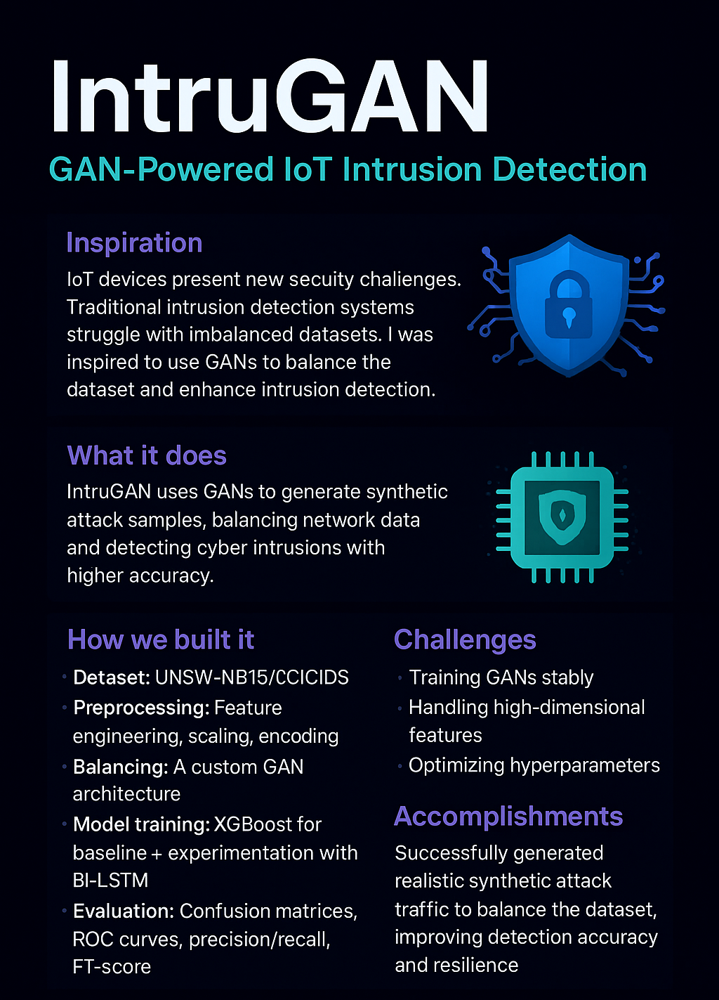 IntruGAN
GAN-Powered IoT Intrusion Detection
Inspiration
IoT devices present new secuity chalienges.
Traditional intrusion detection systems
struggle with imbalanced datasets. I was
inspired to use GANs to balance the
dataset and enhance intrusion detection.
What it does
IntruGAN uses GANs to generate synthetic
attack samples, balancing network data
and detecting cyber intrusions with
higher accuracy.
How we built it
• Detaset: UNSW-NB15/CCICIDS
• Preprocessing: Feature
engineering, scaling, encoding
• Balancing: A custom GAN
architecture
• Model training: XGBoost for
baseline + experimentation with
BI-LSTM
• Evaluation: Confusion matrices,
ROC curves, precision/recall,
FT-score
Challenges
• Training GANs stably
• Handling high-dimensional
features
• Optimizing hyperparameters
Accomplishments
Successfully generated
realistic synthetic attack
traffic to balance the dataset,
improving detection accuracy
and resilience